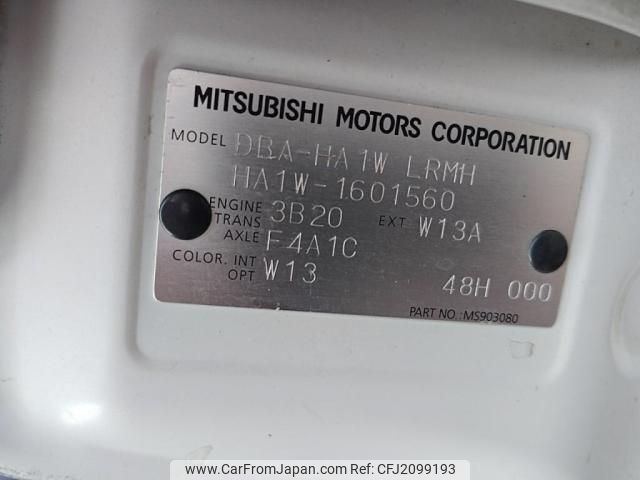 MITSUBISHI MOTORS CORPORATION
MODEL DBA-HA1W LRMH
HA1W-1601560
ENGINE 3B20 EXT W13A
TRANS AXLE F4A1C
COLOR. INT W13
OPT 48H 000
PART NO.: MS903080
www.CarFromJapan.com | CFJ2099193